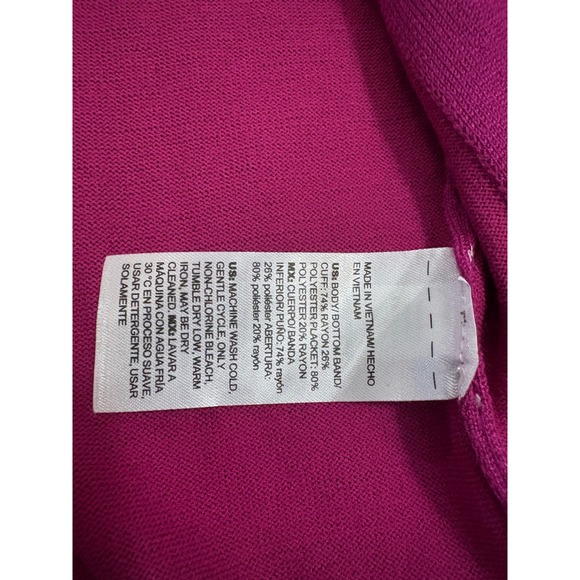 MADE IN VIETNAM/ HECHO
EN VIETNAM
US: BODY/ BOTTOM BAND/
CUFF: 74% RAYON 26%
POLYESTER PLACKET: 80%
POLYESTER 20% RAYON
MX: CUERPO/ BANDA
INFERIOR/ PUÑO: 74% rayón
26% poliéster ABERTURA:
80% poliéster 20% rayón
US: MACHINE WASH COLD,
GENTLE CYCLE, ONLY
NON-CHLORINE BLEACH,
TUMBLE DRY LOW, WARM
IRON, MAY BE DRY
CLEANED. MX: LAVAR A
MÁQUINA CON AGUA FRÍA
30°C EN PROCESO SUAVE,
USAR DETERGENTE, USAR
SOLAMENTE